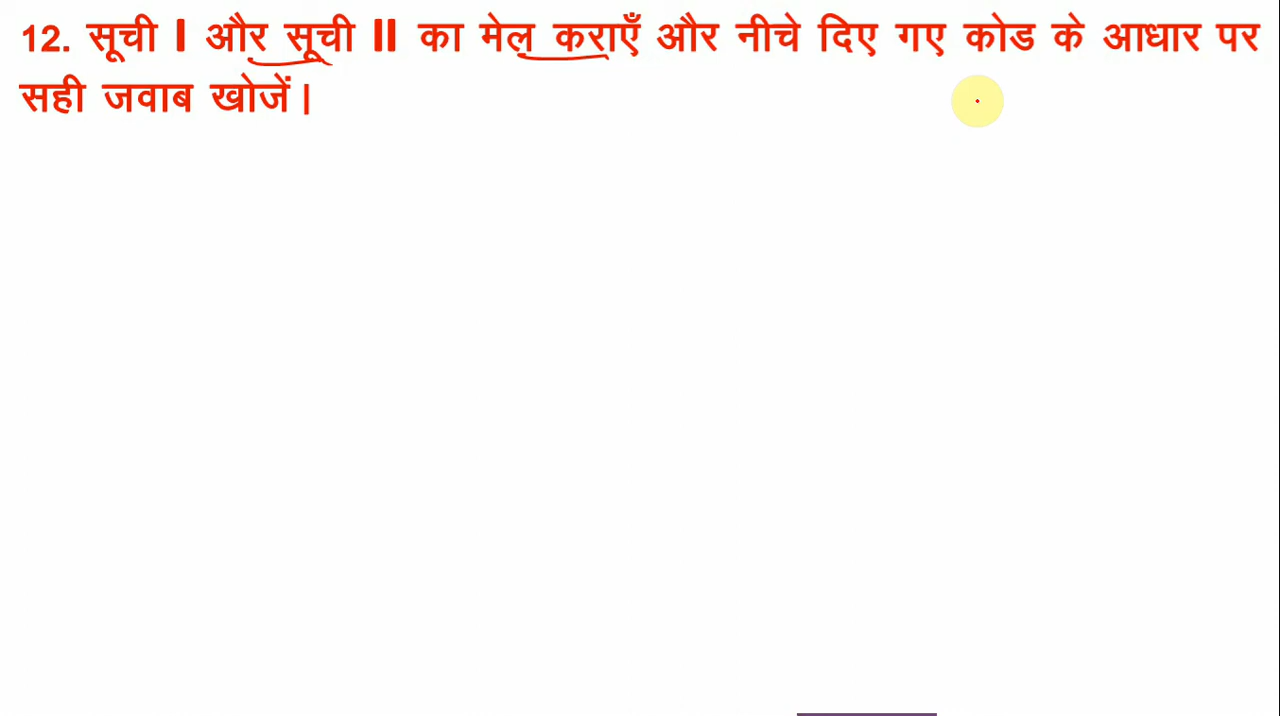 12. सूची I और सूची II का मेल कराएँ और नीचे दिए गए कोड के आधार पर
सही जवाब खोजें |